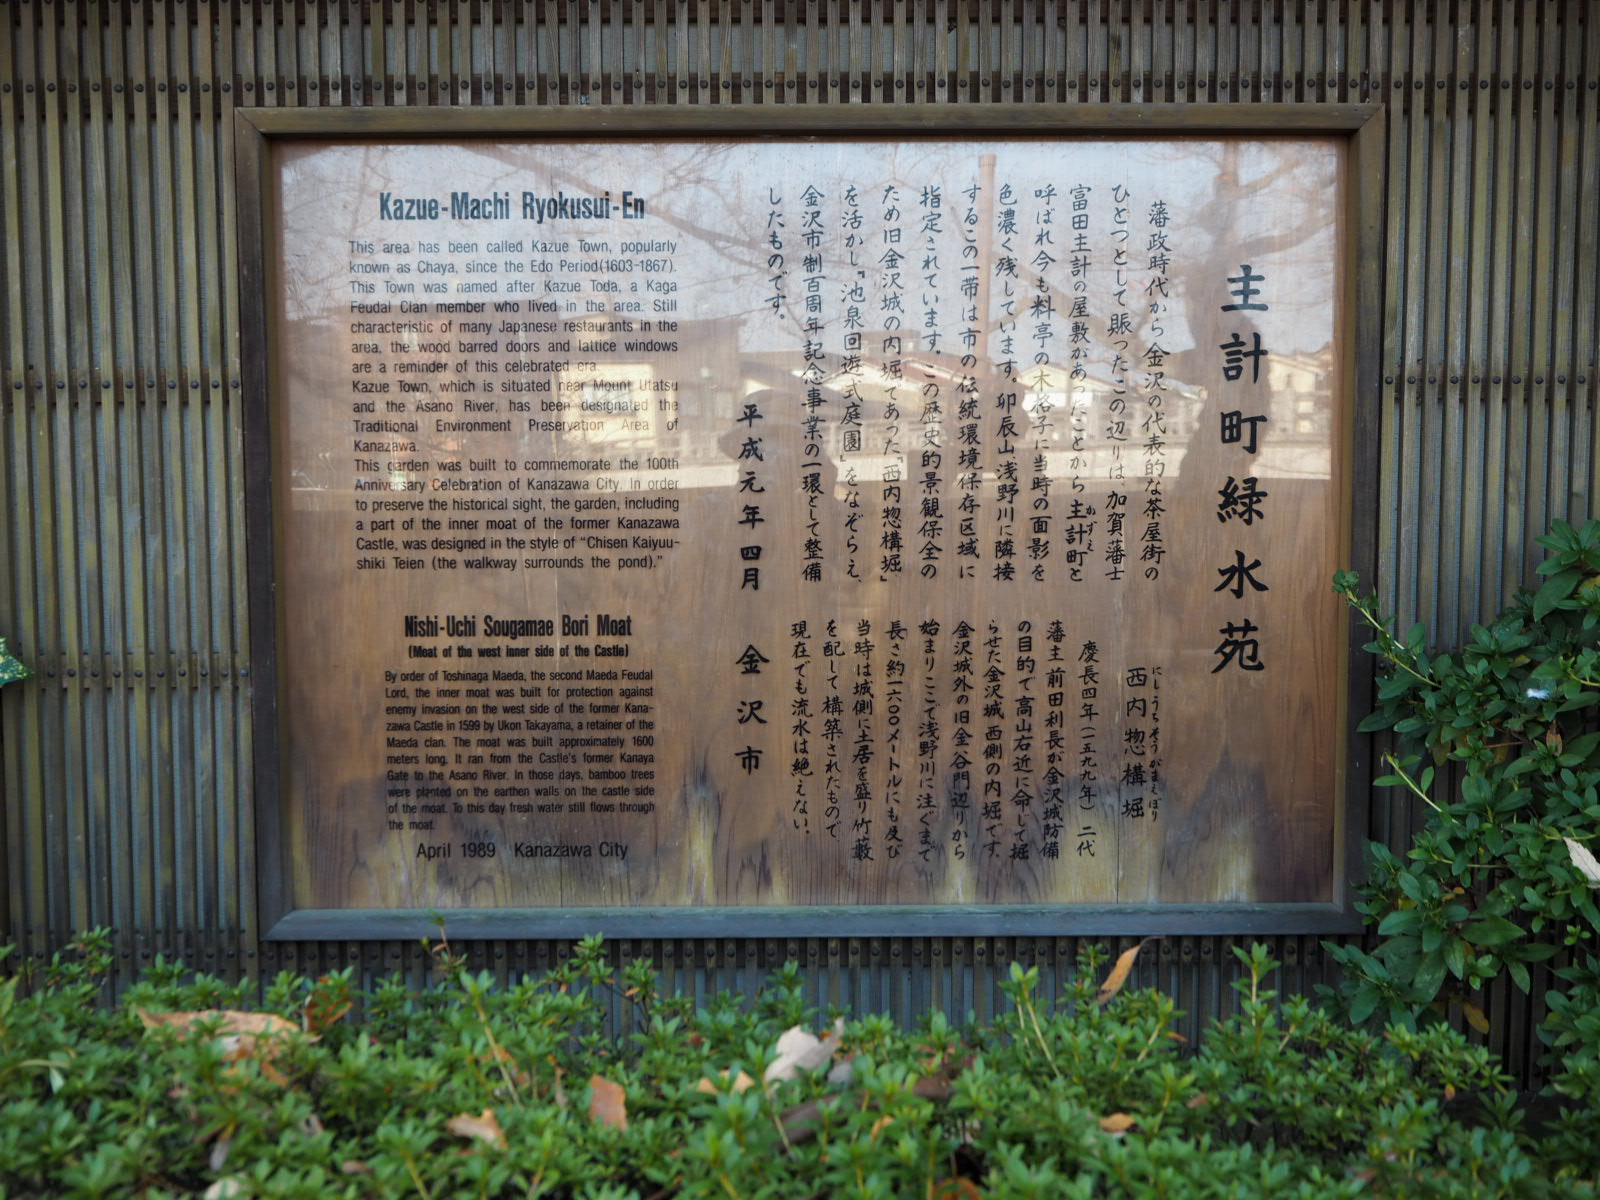 主計町緑水苑
藩政時代から金沢の代表的な茶屋街の
ひとつとして賑ったこの辺りは、加賀藩士
富田主計の屋敷があったことから主計町と
かずえ
呼ばれ今も料亭の木格子に当時の面影を
色濃く残しています。卯辰山、浅野川に隣接
するこの一帯は市の伝統環境保存区域に
指定されています。この歴史的景観保全の
ため旧金沢城の内堀であった『西内惣構堀』
を活かし『池泉回遊式庭園』をなぞらえ、
金沢市制百周年記念事業の一環として整備
したものです。
西内惣構堀
にしうちそうがまえぼり
慶長四年(一五九九年)二代
藩主前田利長が金沢城防備
の目的で高山右近に命じて掘
らせた金沢城西側の内堀です。
金沢城外の旧金谷門辺りから
始まりここで浅野川に注ぐまで
長さ約一六〇〇メートルにも及び
当時は城側に土居を盛り竹藪
を配して構築されたもので
現在でも流水は絶えない。
平成元年四月 金沢市
Kazue-Machi Ryokusui-En
This area has been called Kazue Town, popularly
known as Chaya, since the Edo Period(1603-1867).
This Town was named after Kazue Toda, a Kaga
Feudal Clan member who lived in the area. Still
characteristic of many Japanese restaurants in the
area, the wood barred doors and lattice windows
are a reminder of this celebrated era.
Kazue Town, which is situated near Mount Utatsu
and the Asano River, has been designated the
Traditional Environment Preservation Area of
Kanazawa.
This garden was built to commemorate the 100th
Anniversary Celebration of Kanazawa City. In order
to preserve the historical sight, the garden, including
a part of the inner moat of the former Kanazawa
Castle, was designed in the style of “Chisen Kaiyuu-
shiki Teien (the walkway surrounds the pond).”
Nishi-Uchi Sougamae Bori Moat
(Meat of the west inner side of the Castle)
By order of Toshinaga Maeda, the second Maeda Feudal
Lord, the inner moat was built for protection against
enemy invasion on the west side of the former Kana-
zawa Castle in 1599 by Ukon Takayama, a retainer of the
Maeda clan. The moat was built approximately 1600
meters long. It ran from the Castle's former Kanaya
Gate to the Asano River. In those days, bamboo trees
were planted on the earthen walls on the castle side
of the moat. To this day fresh water still flows through
the moat.
April 1989 Kanazawa City